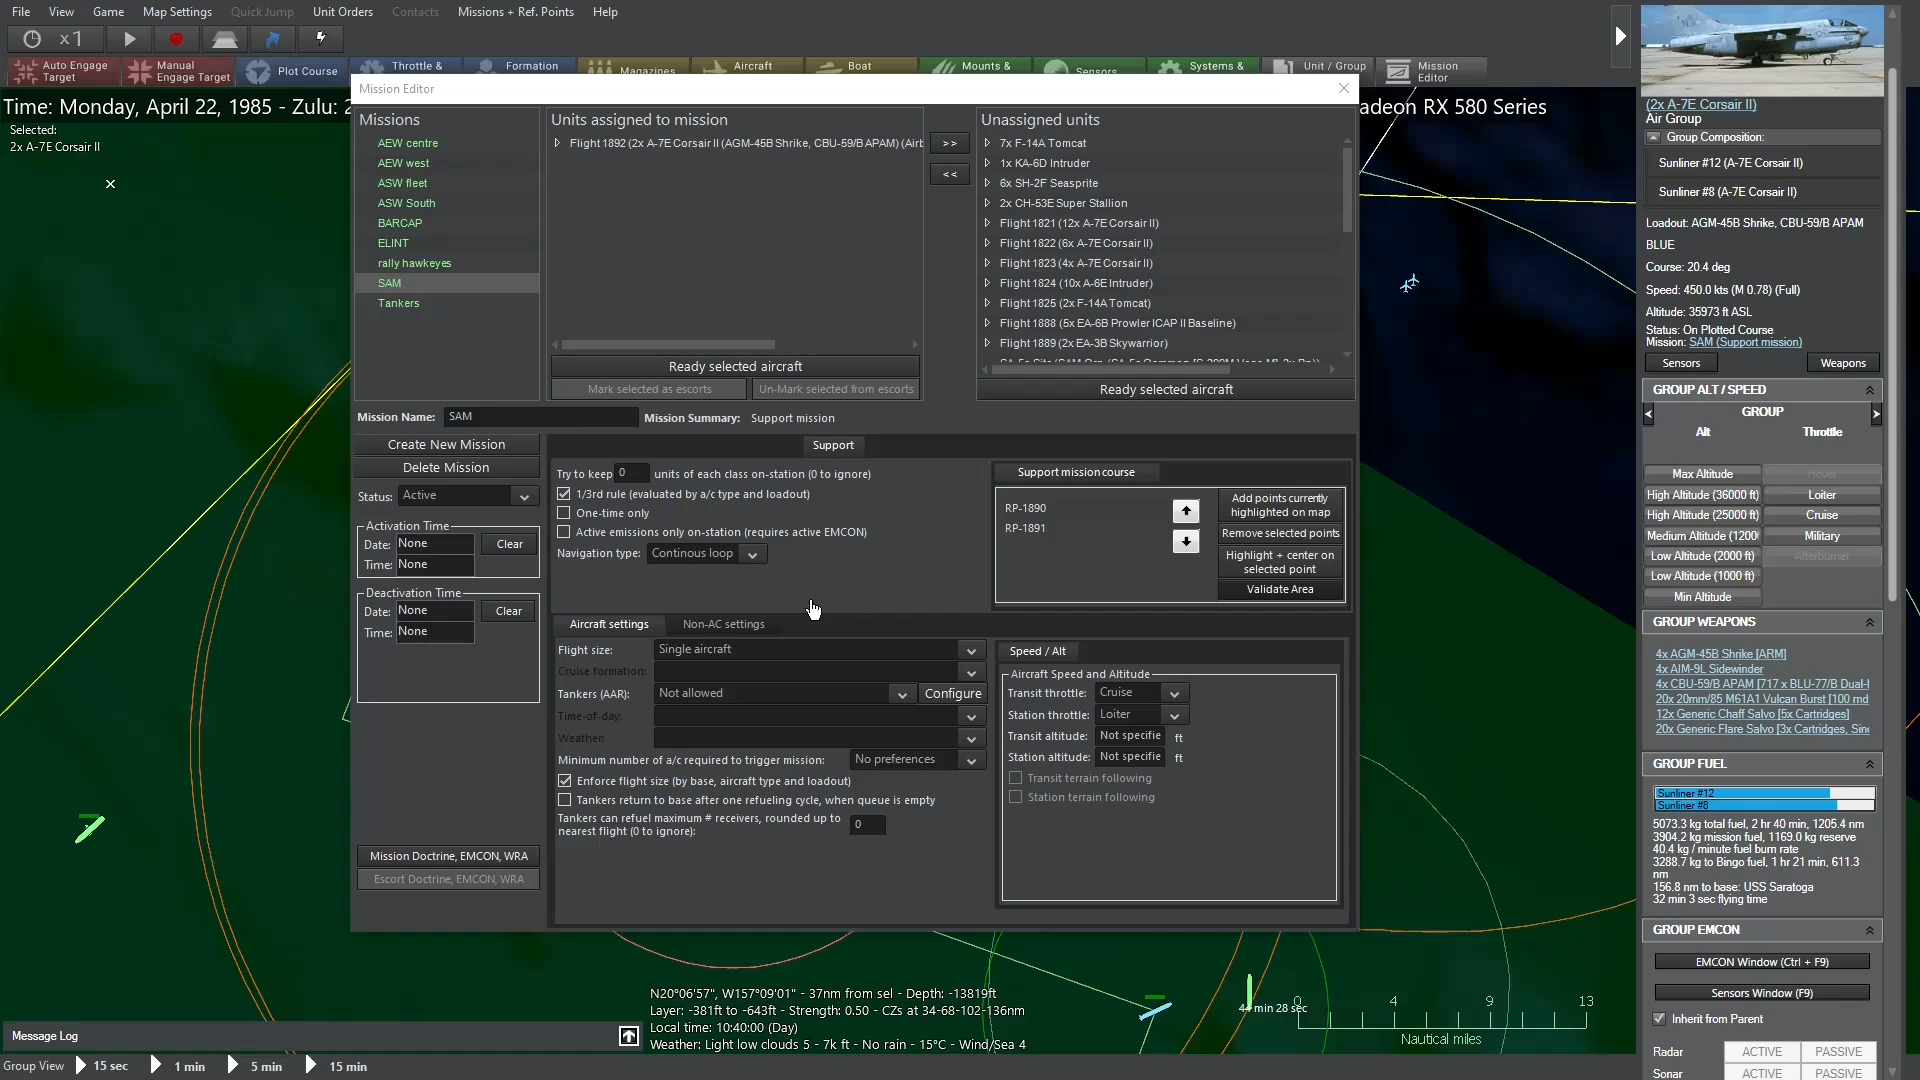 File View Game Map Settings Quick Jump Unit Orders Contacts Missions + Ref. Points Help
x1
Auto Engage Target
Manual Engage Target
Plot Course
Throttle &
Formation
Magazines
Aircraft
Boat
Mounts &
Sensors
Systems &
Unit / Group
Mission Editor
Time: Monday, April 22, 1985 - Zulu: 2
adeon RX 580 Series
Selected:
2x A-7E Corsair II
Mission Editor
Missions
AEW centre
AEW west
ASW fleet
ASW South
BARCAP
ELINT
rally hawkeyes
SAM
Tankers
Units assigned to mission
Flight 1892 (2x A-7E Corsair II (AGM-45B Shrike, CBU-59/B APAM) (Airb
>>
<<
Ready selected aircraft
Mark selected as escorts
Un-Mark selected from escorts
Unassigned units
7x F-14A Tomcat
1x KA-6D Intruder
6x SH-2F Seasprite
2x CH-53E Super Stallion
Flight 1821 (12x A-7E Corsair II)
Flight 1822 (6x A-7E Corsair II)
Flight 1823 (4x A-7E Corsair II)
Flight 1824 (10x A-6E Intruder)
Flight 1825 (2x F-14A Tomcat)
Flight 1888 (5x EA-6B Prowler ICAP II Baseline)
Flight 1889 (2x EA-3B Skywarrior)
Ready selected aircraft
Mission Name: SAM
Mission Summary: Support mission
Create New Mission
Delete Mission
Status: Active
Activation Time
Date: None
Clear
Time: None
Deactivation Time
Date: None
Clear
Time: None
Mission Doctrine, EMCON, WRA
Escort Doctrine, EMCON, WRA
Support
Try to keep 0 units of each class on-station (0 to ignore)
1/3rd rule (evaluated by a/c type and loadout)
One-time only
Active emissions only on-station (requires active EMCON)
Navigation type: Continous loop
Support mission course
RP-1890
RP-1891
Add points currently highlighted on map
Remove selected points
Highlight + center on selected point
Validate Area
Aircraft settings
Non-AC settings
Flight size: Single aircraft
Cruise formation:
Tankers (AAR): Not allowed
Configure
Time-of-day:
Weather:
Minimum number of a/c required to trigger mission: No preferences
Enforce flight size (by base, aircraft type and loadout)
Tankers return to base after one refueling cycle, when queue is empty
Tankers can refuel maximum # receivers, rounded up to
nearest flight (0 to ignore): 0
Speed / Alt
Aircraft Speed and Altitude
Transit throttle: Cruise
Station throttle: Loiter
Transit altitude: Not specifie ft
Station altitude: Not specifie ft
Transit terrain following
Station terrain following
(2x A-7E Corsair II)
Air Group
Group Composition:
Sunliner #12 (A-7E Corsair II)
Sunliner #8 (A-7E Corsair II)
Loadout: AGM-45B Shrike, CBU-59/B APAM
BLUE
Course: 20.4 deg
Speed: 450.0 kts (M 0.78) (Full)
Altitude: 35973 ft ASL
Status: On Plotted Course
Mission: SAM (Support mission)
Sensors
Weapons
GROUP ALT / SPEED
GROUP
Alt
Throttle
Max Altitude
Hover
High Altitude (36000 ft)
Loiter
High Altitude (25000 ft)
Cruise
Medium Altitude (1200
Military
Low Altitude (2000 ft)
Afterburner
Low Altitude (1000 ft)
Min Altitude
GROUP WEAPONS
4x AGM-45B Shrike [ARM]
4x AIM-9L Sidewinder
4x CBU-59/B APAM [717 x BLU-77/B Dual-
20x 20mm/85 M61A1 Vulcan Burst [100 rnd
12x Generic Chaff Salvo [5x Cartridges]
20x Generic Flare Salvo [3x Cartridges, Sin
GROUP FUEL
Sunliner #12
Sunliner #8
5073.3 kg total fuel, 2 hr 40 min, 1205.4 nm
3904.2 kg mission fuel, 1169.0 kg reserve
40.4 kg / minute fuel burn rate
3288.7 kg to Bingo fuel, 1 hr 21 min, 611.3
nm
156.8 nm to base: USS Saratoga
32 min 3 sec flying time
GROUP EMCON
EMCON Window (Ctrl + F9)
Sensors Window (F9)
Inherit from Parent
Radar ACTIVE PASSIVE
Sonar ACTIVE PASSIVE
N20°06'57", W157°09'01" - 37nm from sel - Depth: -13819ft
Layer: -381ft to -643ft - Strength: 0.50 - CZs at 34-68-102-136nm
Local time: 10:40:00 (Day)
Weather: Light low clouds 5 - 7k ft - No rain - 15°C - Wind/Sea 4
44 min 28 sec
0 4 9 13
Nautical miles
Message Log
Group View 15 sec 1 min 5 min 15 min